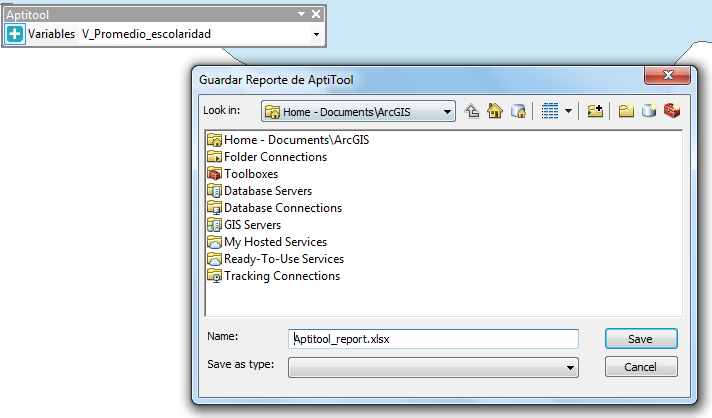 Aptitool
Variables V_Promedio_escolaridad
Guardar Reporte de AptiTool
Look in: Home - Documents\ArcGIS
Home - Documents\ArcGIS
Folder Connections
Toolboxes
Database Servers
Database Connections
GIS Servers
My Hosted Services
Ready-To-Use Services
Tracking Connections
Name: Aptitool_report.xlsx Save
Save as type: Cancel